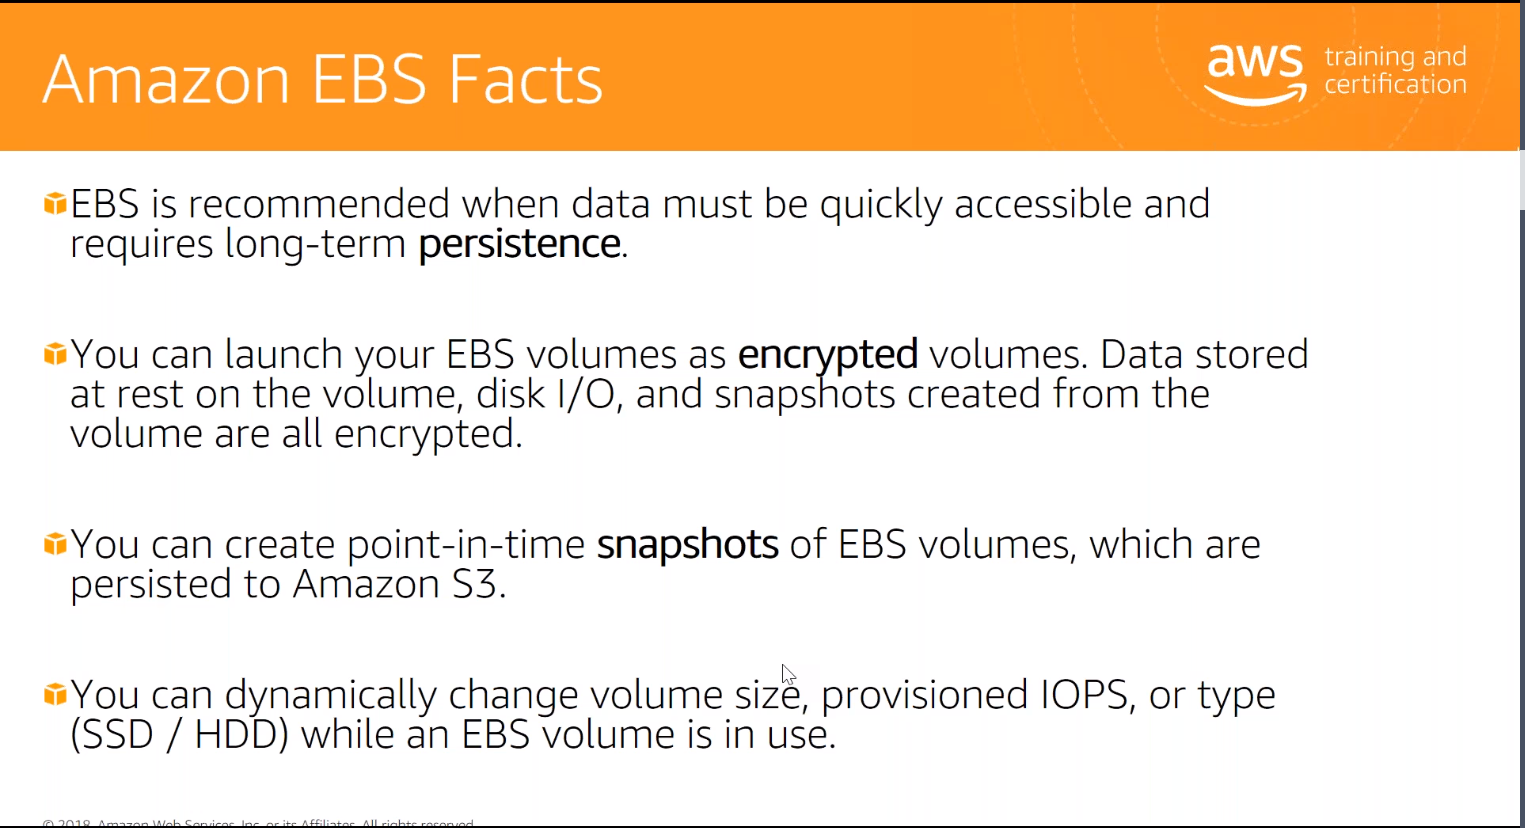 Amazon EBS Facts
aws
training and
certification
EBS is recommended when data must be quickly accessible and
requires long-term persistence.
You can launch your EBS volumes as encrypted volumes. Data stored
at rest on the volume, disk I/O, and snapshots created from the
volume are all encrypted.
You can create point-in-time snapshots of EBS volumes, which are
persisted to Amazon S3.
You can dynamically change volume size, provisioned IOPS, or type
(SSD / HDD) while an EBS volume is in use.
© 2018, Amazon Web Services, Inc. or its Affiliates. All rights reserved.